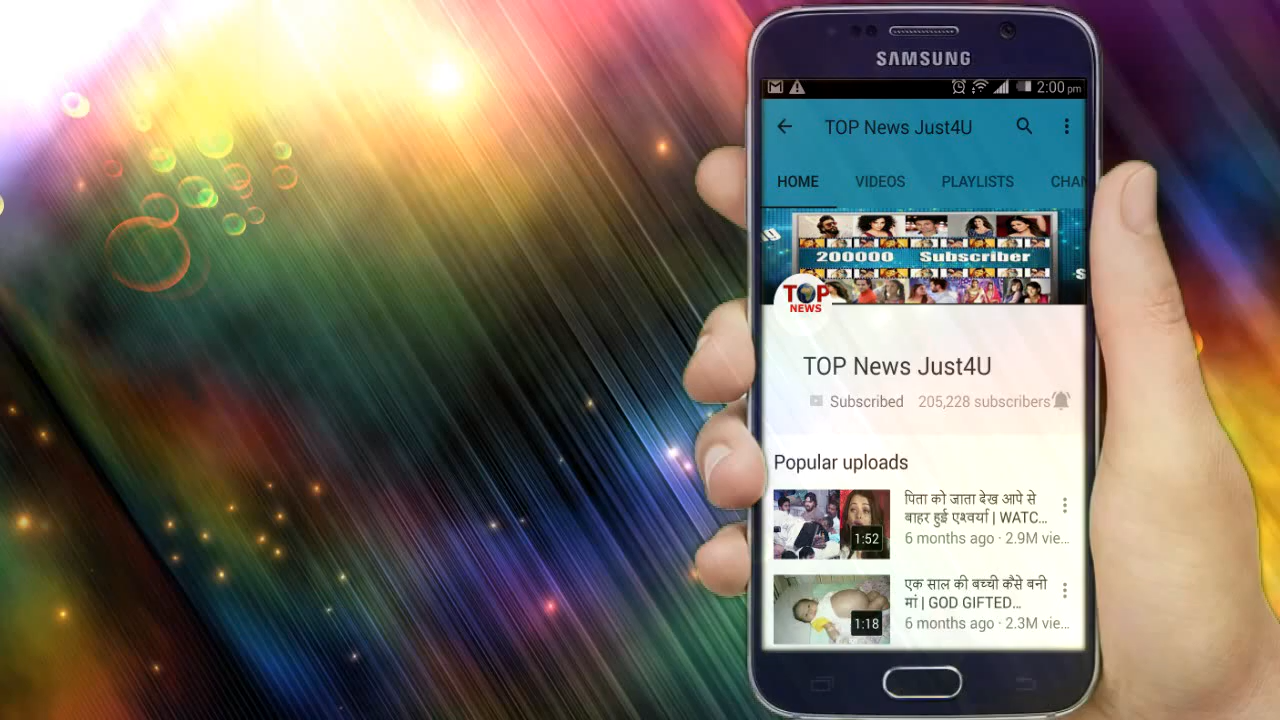 SAMSUNG
2:00 pm
TOP News Just4U
HOME VIDEOS PLAYLISTS CHAN
200000 Subscriber
TOP
NEWS
TOP News Just4U
Subscribed 205,228 subscribers
Popular uploads
पिता को जाता देख आपे से
बाहर हुई एश्वर्या | WATC...
6 months ago · 2.9M vie...
1:52
एक साल की बच्ची कैसे बनी
मां | GOD GIFTED...
6 months ago · 2.3M vie...
1:18